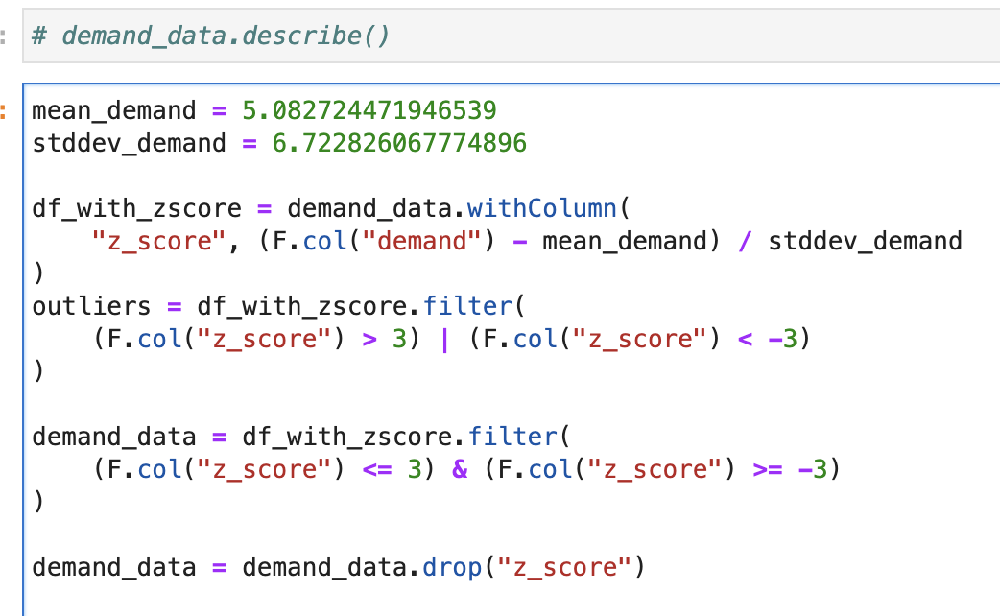 # demand_data.describe()
mean_demand = 5.082724471946539
stddev_demand = 6.722826067774896
df_with_zscore = demand_data.withColumn(
    "z_score", (F.col("demand") - mean_demand) / stddev_demand
)
outliers = df_with_zscore.filter(
    (F.col("z_score") > 3) | (F.col("z_score") < -3)
)
demand_data = df_with_zscore.filter(
    (F.col("z_score") <= 3) & (F.col("z_score") >= -3)
)
demand_data = demand_data.drop("z_score")